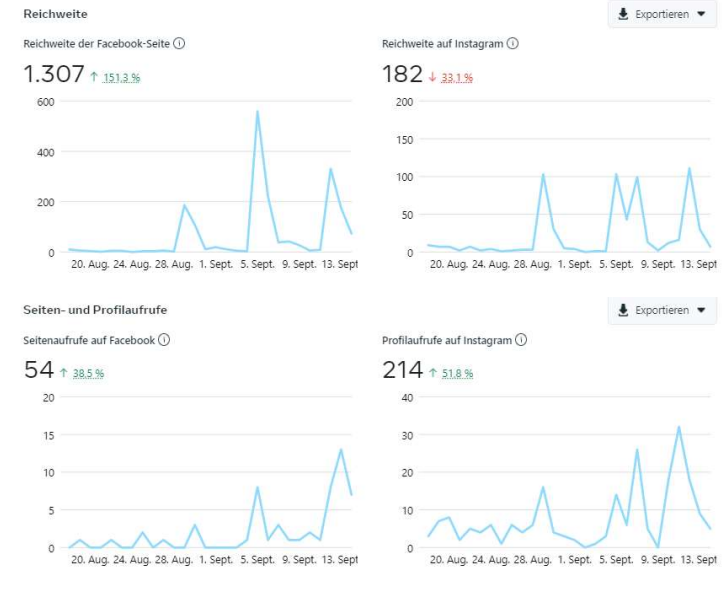 Reichweite
Exportieren
Reichweite der Facebook-Seite
1.307 ↑ 151,3 %
600
400
200
0
20. Aug. 24. Aug. 28. Aug. 1. Sept. 5. Sept. 9. Sept. 13. Sept
Reichweite auf Instagram
182 ↓ 33,1 %
200
150
100
50
0
20. Aug. 24. Aug. 28. Aug. 1. Sept. 5. Sept. 9. Sept. 13. Sept
Seiten- und Profilaufrufe
Exportieren
Seitenaufrufe auf Facebook
54 ↑ 38,5 %
20
15
10
5
0
20. Aug. 24. Aug. 28. Aug. 1. Sept. 5. Sept. 9. Sept. 13. Sept
Profilaufrufe auf Instagram
214 ↑ 51,8 %
40
30
20
10
0
20. Aug. 24. Aug. 28. Aug. 1. Sept. 5. Sept. 9. Sept. 13. Sept